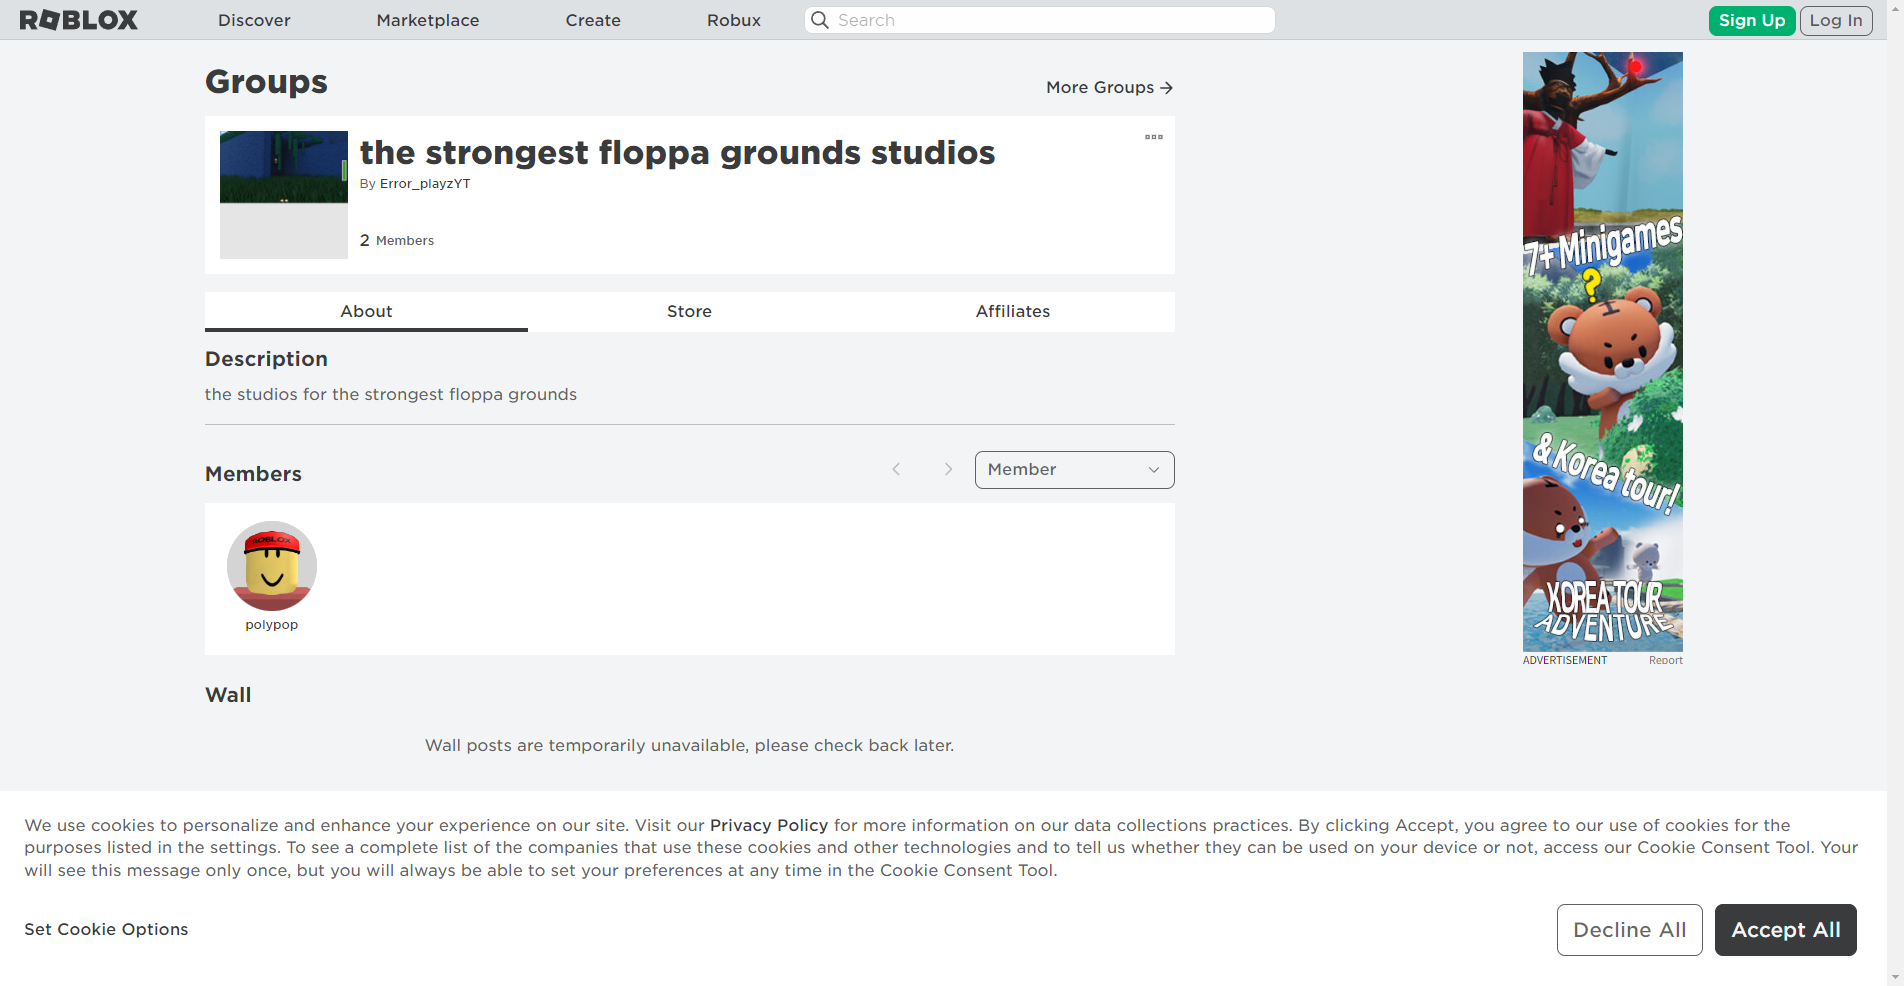 ROBLOX
Discover
Marketplace
Create
Robux
Search
Sign Up
Log In
Groups
More Groups
the strongest floppa grounds studios
By Error_playzYT
2 Members
About
Store
Affiliates
Description
the studios for the strongest floppa grounds
Members
Member
ROBLOX
polypop
Wall
Wall posts are temporarily unavailable, please check back later.
7+ Minigames
?
& Korea tour!
KOREA TOUR
ADVENTURE
ADVERTISEMENT
Report
We use cookies to personalize and enhance your experience on our site. Visit our Privacy Policy for more information on our data collections practices. By clicking Accept, you agree to our use of cookies for the
purposes listed in the settings. To see a complete list of the companies that use these cookies and other technologies and to tell us whether they can be used on your device or not, access our Cookie Consent Tool. Your
will see this message only once, but you will always be able to set your preferences at any time in the Cookie Consent Tool.
Set Cookie Options
Decline All
Accept All